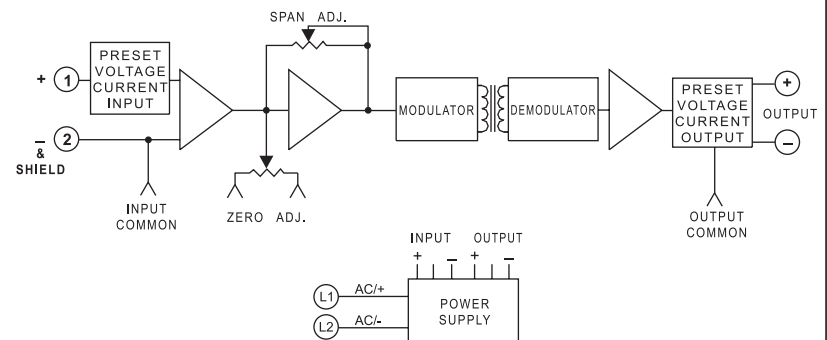 SPAN ADJ.
+ 1
PRESET
VOLTAGE
CURRENT
INPUT
– 2
&
SHIELD
INPUT
COMMON
ZERO ADJ.
MODULATOR
DEMODULATOR
PRESET
VOLTAGE
CURRENT
OUTPUT
+
OUTPUT
–
OUTPUT
COMMON
INPUT OUTPUT
+ – + –
L1 AC/+
L2 AC/-
POWER
SUPPLY